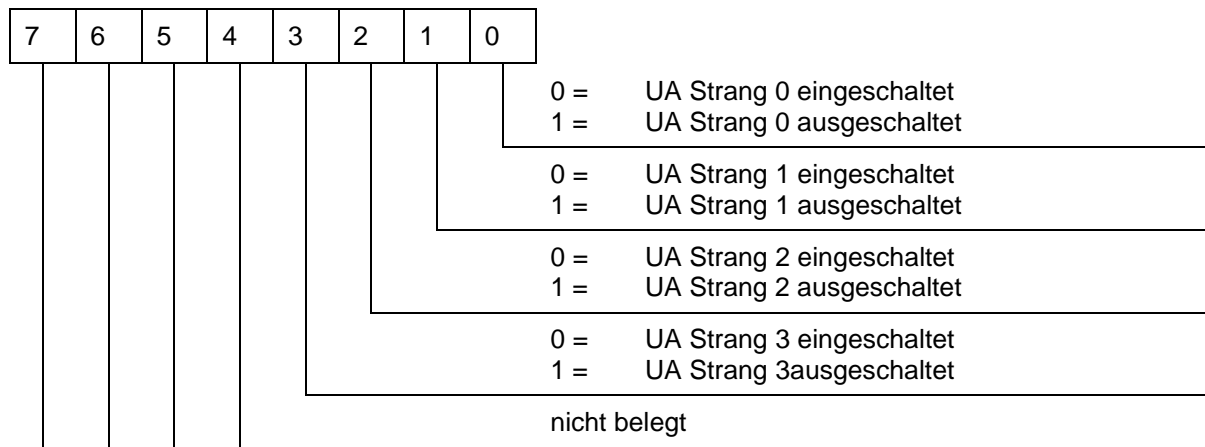 7 6 5 4 3 2 1 0
0 = UA Strang 0 eingeschaltet
1 = UA Strang 0 ausgeschaltet
0 = UA Strang 1 eingeschaltet
1 = UA Strang 1 ausgeschaltet
0 = UA Strang 2 eingeschaltet
1 = UA Strang 2 ausgeschaltet
0 = UA Strang 3 eingeschaltet
1 = UA Strang 3ausgeschaltet
nicht belegt